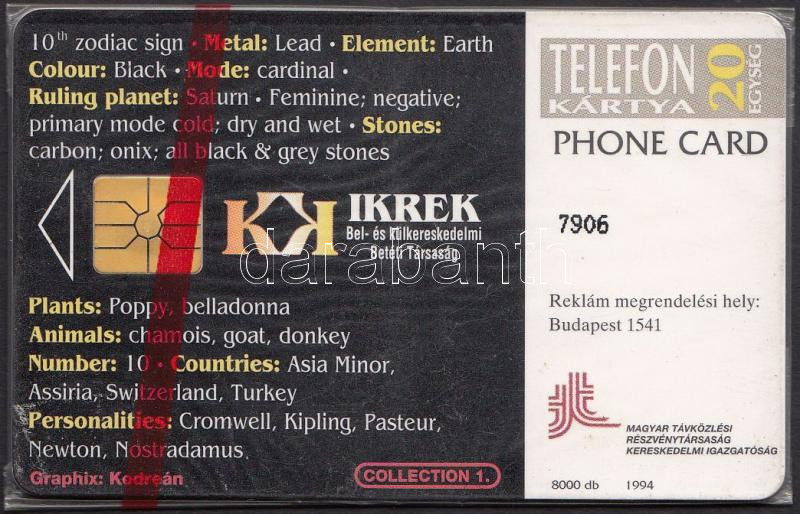 10th zodiac sign • Metal: Lead • Element: Earth
Colour: Black • Mode: cardinal •
Ruling planet: Saturn • Feminine; negative;
primary mode cold; dry and wet • Stones:
carbon; onix; all black & grey stones
IKREK
Bel- és Külkereskedelmi
Betéti Társaság
Plants: Poppy, belladonna
Animals: chamois, goat, donkey
Number: 10 • Countries: Asia Minor,
Assiria, Switzerland, Turkey
Personalities: Cromwell, Kipling, Pasteur,
Newton, Nostradamus.
Graphix: Kodreán
COLLECTION 1.
TELEFON
KÁRTYA
20
EGYSÉG
PHONE CARD
7906
Reklám megrendelési hely:
Budapest 1541
MAGYAR TÁVKÖZLÉSI
RÉSZVÉNYTÁRSASÁG
KERESKEDELMI IGAZGATÓSÁG
8000 db 1994
darabanth